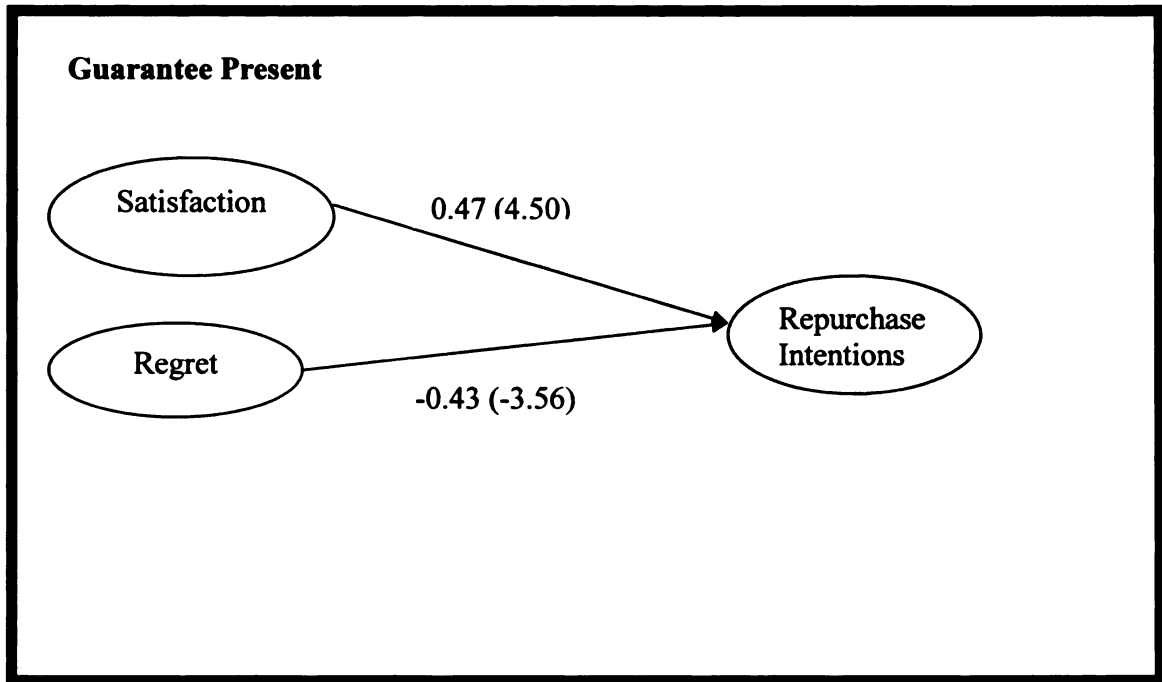 Guarantee Present
Satisfaction
0.47 (4.50)
Regret
-0.43 (-3.56)
Repurchase
Intentions